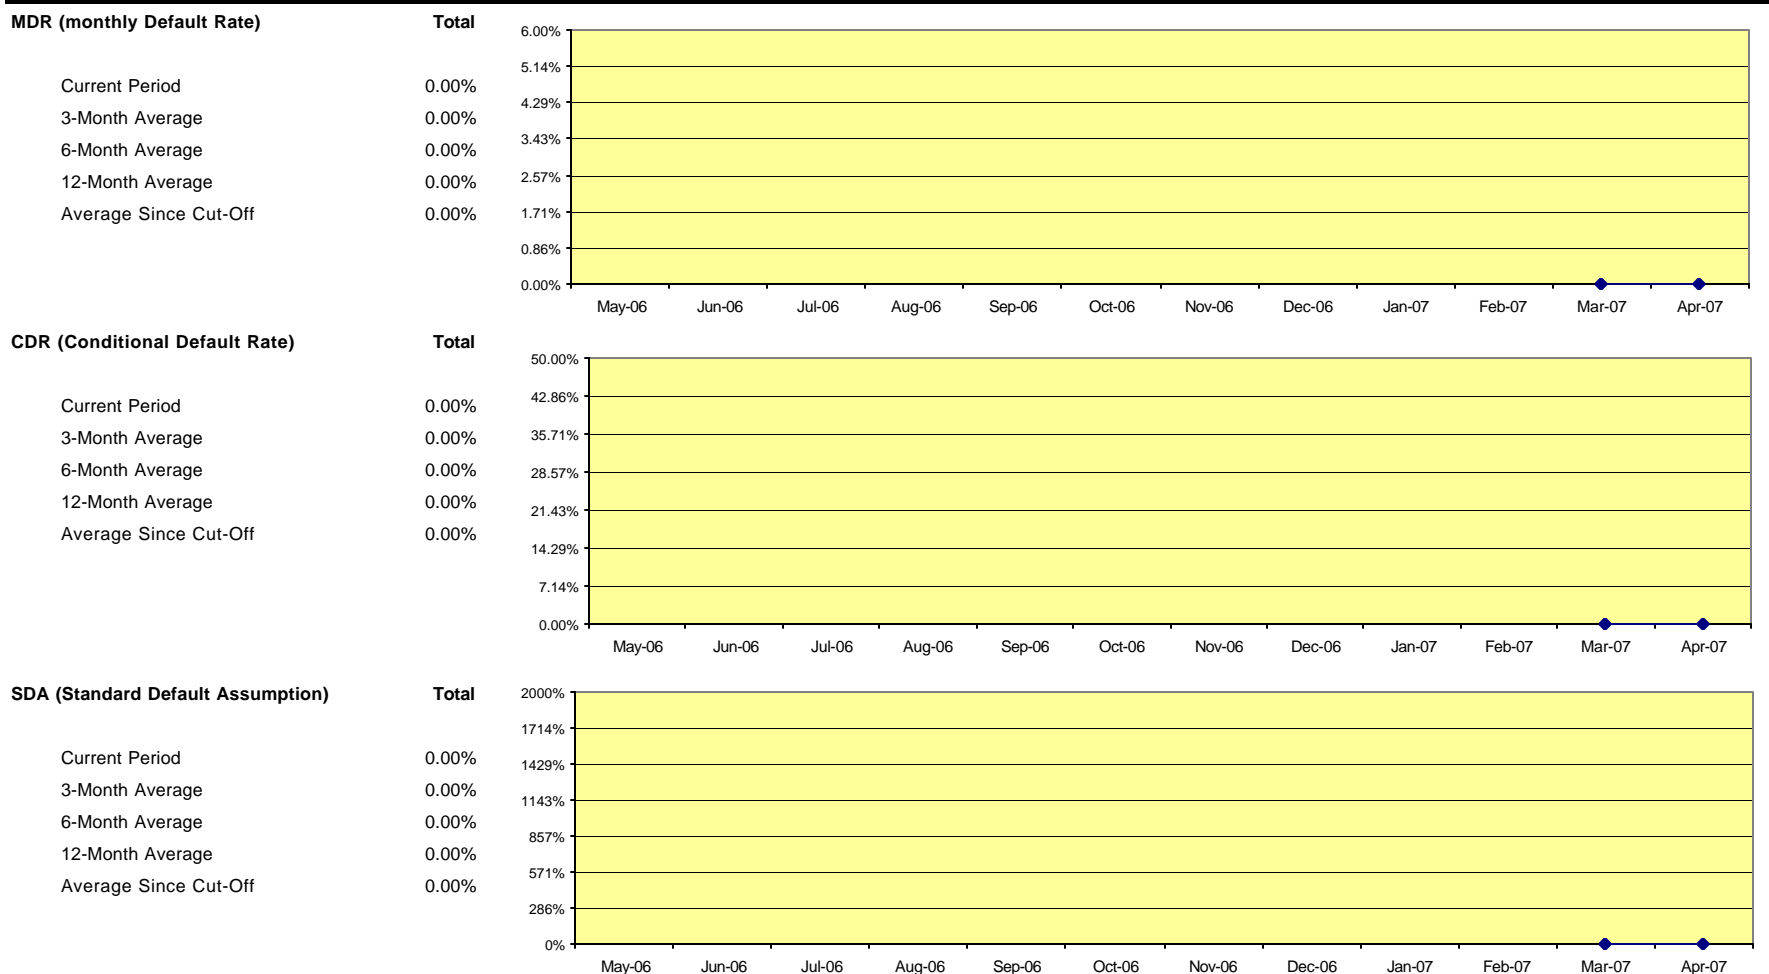 MDR (monthly Default Rate) Total
Current Period 0.00%
3-Month Average 0.00%
6-Month Average 0.00%
12-Month Average 0.00%
Average Since Cut-Off 0.00%
6.00%
5.14%
4.29%
3.43%
2.57%
1.71%
0.86%
0.00%
May-06 Jun-06 Jul-06 Aug-06 Sep-06 Oct-06 Nov-06 Dec-06 Jan-07 Feb-07 Mar-07 Apr-07
CDR (Conditional Default Rate) Total
Current Period 0.00%
3-Month Average 0.00%
6-Month Average 0.00%
12-Month Average 0.00%
Average Since Cut-Off 0.00%
50.00%
42.86%
35.71%
28.57%
21.43%
14.29%
7.14%
0.00%
May-06 Jun-06 Jul-06 Aug-06 Sep-06 Oct-06 Nov-06 Dec-06 Jan-07 Feb-07 Mar-07 Apr-07
SDA (Standard Default Assumption) Total
Current Period 0.00%
3-Month Average 0.00%
6-Month Average 0.00%
12-Month Average 0.00%
Average Since Cut-Off 0.00%
2000%
1714%
1429%
1143%
857%
571%
286%
0%
May-06 Jun-06 Jul-06 Aug-06 Sep-06 Oct-06 Nov-06 Dec-06 Jan-07 Feb-07 Mar-07 Apr-07